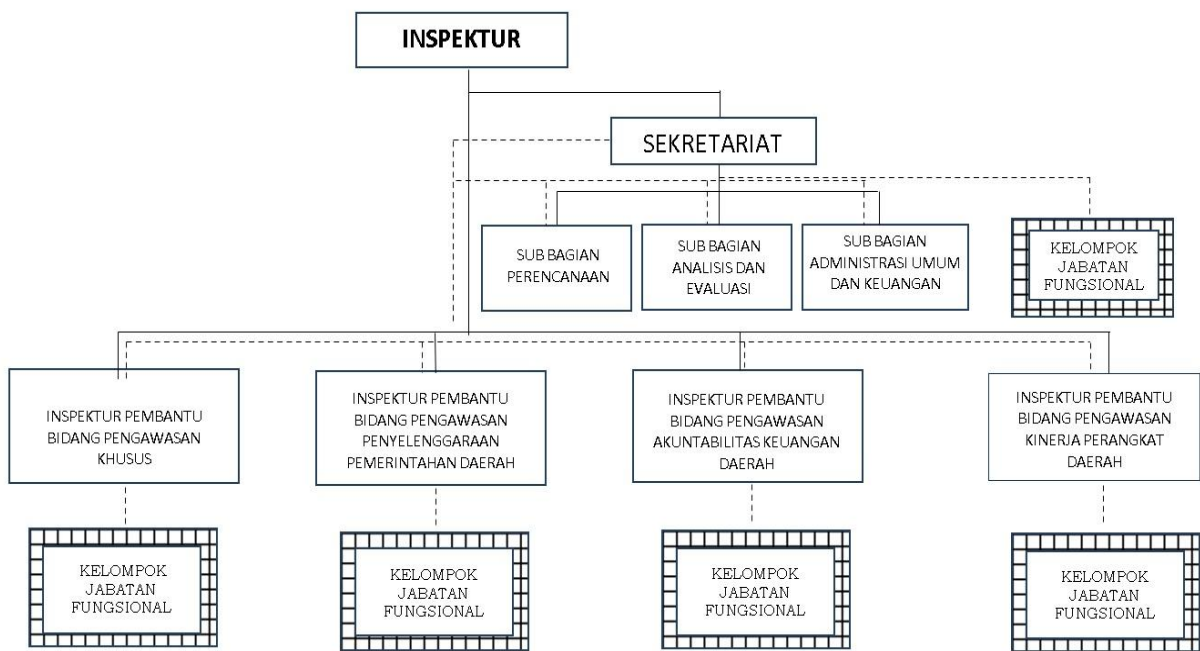 INSPEKTUR
SEKRETARIAT
SUB BAGIAN
PERENCANAAN
SUB BAGIAN
ANALISIS DAN
EVALUASI
SUB BAGIAN
ADMINISTRASI UMUM
DAN KEUANGAN
KELOMPOK
JABATAN
FUNGSIONAL
INSPEKTUR PEMBANTU
BIDANG PENGAWASAN
KHUSUS
INSPEKTUR PEMBANTU
BIDANG PENGAWASAN
PENYELENGGARAAN
PEMERINTAHAN DAERAH
INSPEKTUR PEMBANTU
BIDANG PENGAWASAN
AKUNTABILITAS KEUANGAN
DAERAH
INSPEKTUR PEMBANTU
BIDANG PENGAWASAN
KINERJA PERANGKAT
DAERAH
KELOMPOK
JABATAN
FUNGSIONAL
KELOMPOK
JABATAN
FUNGSIONAL
KELOMPOK
JABATAN
FUNGSIONAL
KELOMPOK
JABATAN
FUNGSIONAL